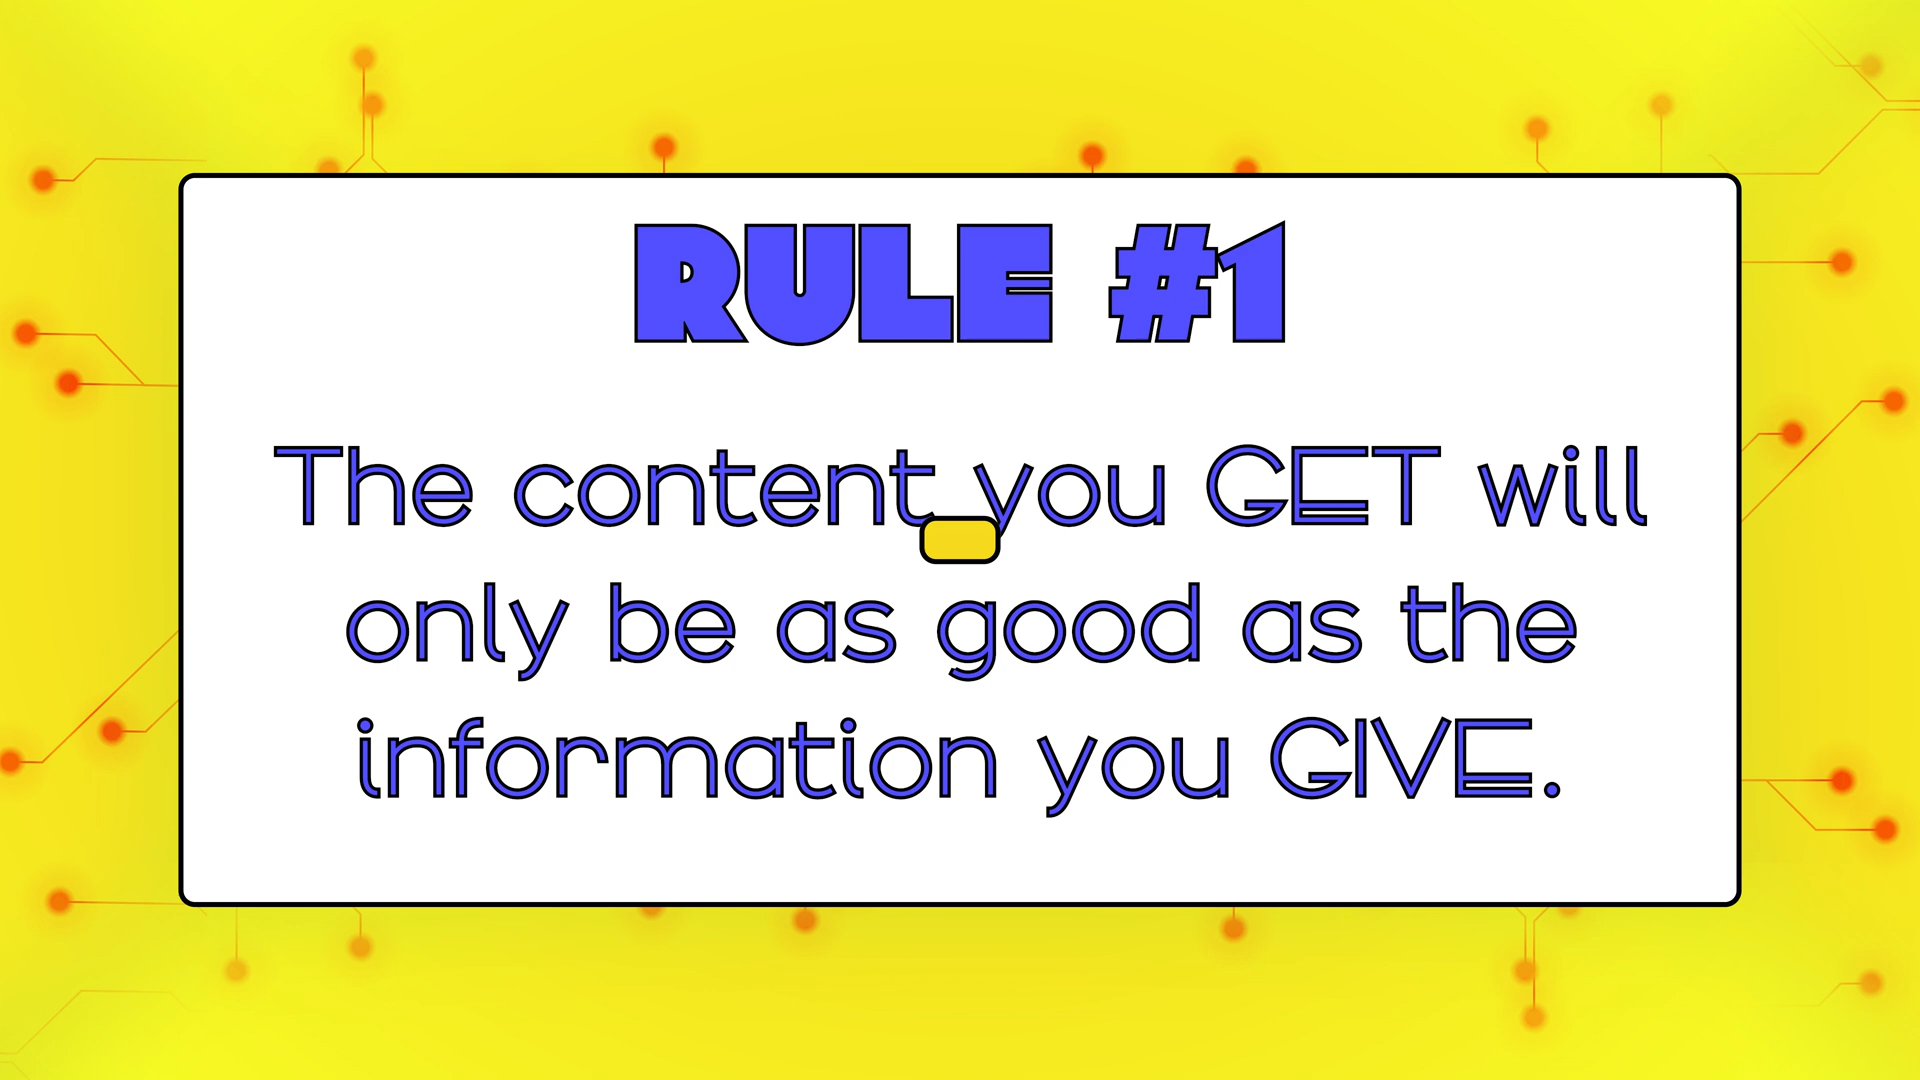 RULE #1
The content you GET will
only be as good as the
information you GIVE.